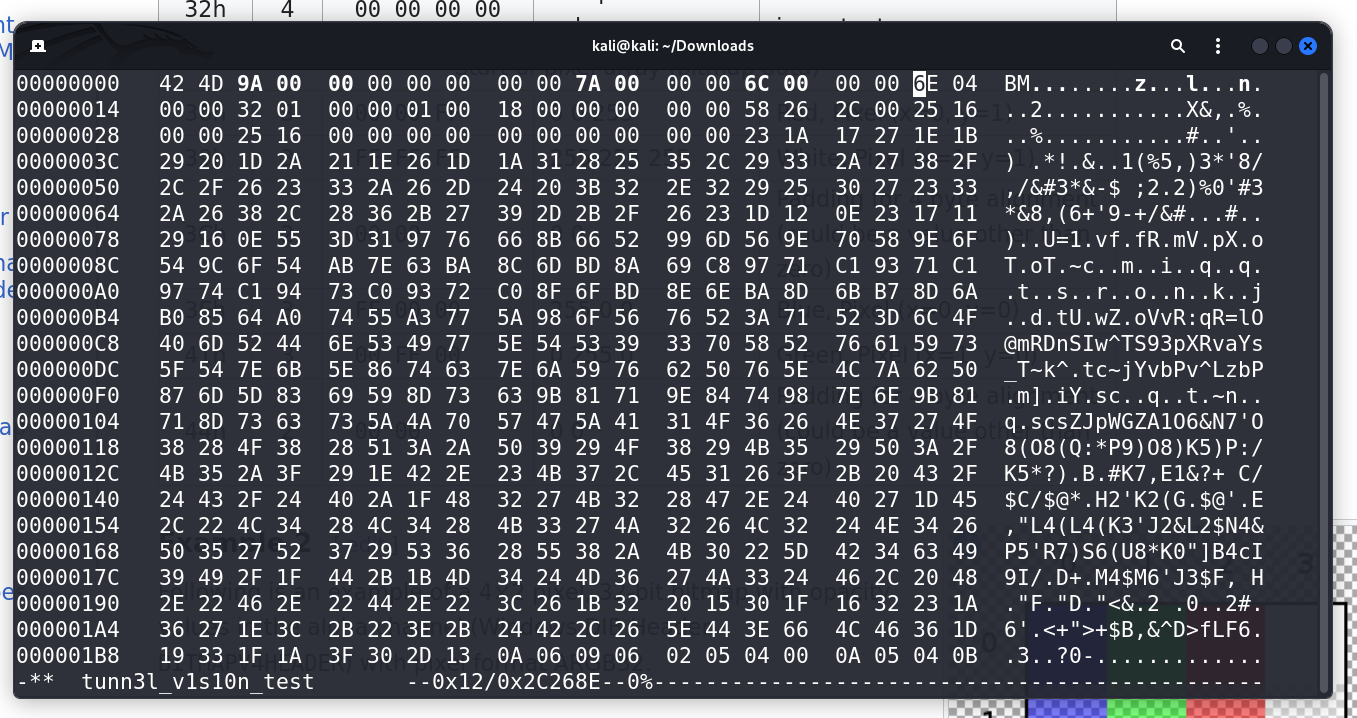 32h 4 00 00 00 00
kali@kali: ~/Downloads
00000000 42 4D 9A 00 00 00 00 00 00 00 7A 00 00 00 6C 00 00 00 6E 04 BM........z...l...n.
00000014 00 00 32 01 00 00 01 00 18 00 00 00 00 00 58 26 2C 00 25 16 ..2...........X&,.%.
00000028 00 00 25 16 00 00 00 00 00 00 00 00 00 00 23 1A 17 27 1E 1B ..%...........#..'..
0000003C 29 20 1D 2A 21 1E 26 1D 1A 31 28 25 35 2C 29 33 2A 27 38 2F ) .*!.&..1(%5,)3*'8/
00000050 2C 2F 26 23 33 2A 26 2D 24 20 3B 32 2E 32 29 25 30 27 23 33 ,/&#3*&-$ ;2.2)%0'#3
00000064 2A 26 38 2C 28 36 2B 27 39 2D 2B 2F 26 23 1D 12 0E 23 17 11 *&8,(6+'9-+/&#...#..
00000078 29 16 0E 55 3D 31 97 76 66 8B 66 52 99 6D 56 9E 70 58 9E 6F )..U=1.vf.fR.mV.pX.o
0000008C 54 9C 6F 54 AB 7E 63 BA 8C 6D BD 8A 69 C8 97 71 C1 93 71 C1 T.oT.~c..m..i..q..q.
000000A0 97 74 C1 94 73 C0 93 72 C0 8F 6F BD 8E 6E BA 8D 6B B7 8D 6A .t..s..r..o..n..k..j
000000B4 B0 85 64 A0 74 55 A3 77 5A 98 6F 56 76 52 3A 71 52 3D 6C 4F ..d.tU.wZ.oVvR:qR=lO
000000C8 40 6D 52 44 6E 53 49 77 5E 54 53 39 33 70 58 52 76 61 59 73 @mRDnSIw^TS93pXRvaYs
000000DC 5F 54 7E 6B 5E 86 74 63 7E 6A 59 76 62 50 76 5E 4C 7A 62 50 _T~k^.tc~jYvbPv^LzbP
000000F0 87 6D 5D 83 69 59 8D 73 63 9B 81 71 9E 84 74 98 7E 6E 9B 81 .m].iY.sc..q..t.~n..
00000104 71 8D 73 63 73 5A 4A 70 57 47 5A 41 31 4F 36 26 4E 37 27 4F q.scsZJpWGZA1O6&N7'O
00000118 38 28 4F 38 28 51 3A 2A 50 39 29 4F 38 29 4B 35 29 50 3A 2F 8(O8(Q:*P9)O8)K5)P:/
0000012C 4B 35 2A 3F 29 1E 42 2E 23 4B 37 2C 45 31 26 3F 2B 20 43 2F K5*?).B.#K7,E1&?+ C/
00000140 24 43 2F 24 40 2A 1F 48 32 27 4B 32 28 47 2E 24 40 27 1D 45 $C/$@*.H2'K2(G.$@'.E
00000154 2C 22 4C 34 28 4C 34 28 4B 33 27 4A 32 26 4C 32 24 4E 34 26 ,"L4(L4(K3'J2&L2$N4&
00000168 50 35 27 52 37 29 53 36 28 55 38 2A 4B 30 22 5D 42 34 63 49 P5'R7)S6(U8*K0"]B4cI
0000017C 39 49 2F 1F 44 2B 1B 4D 34 24 4D 36 27 4A 33 24 46 2C 20 48 9I/.D+.M4$M6'J3$F, H
00000190 2E 22 46 2E 22 44 2E 22 3C 26 1B 32 20 15 30 1F 16 32 23 1A ."F."D."<&.2 .0..2#.
000001A4 36 27 1E 3C 2B 22 3E 2B 24 42 2C 26 5E 44 3E 66 4C 46 36 1D 6'.<+">+$B,&^D>fLF6.
000001B8 19 33 1F 1A 3F 30 2D 13 0A 06 09 06 02 05 04 00 0A 05 04 0B .3..?0-.............
-** tunn3l_v1s10n_test --0x12/0x2C268E--0%-----------------------------------------------